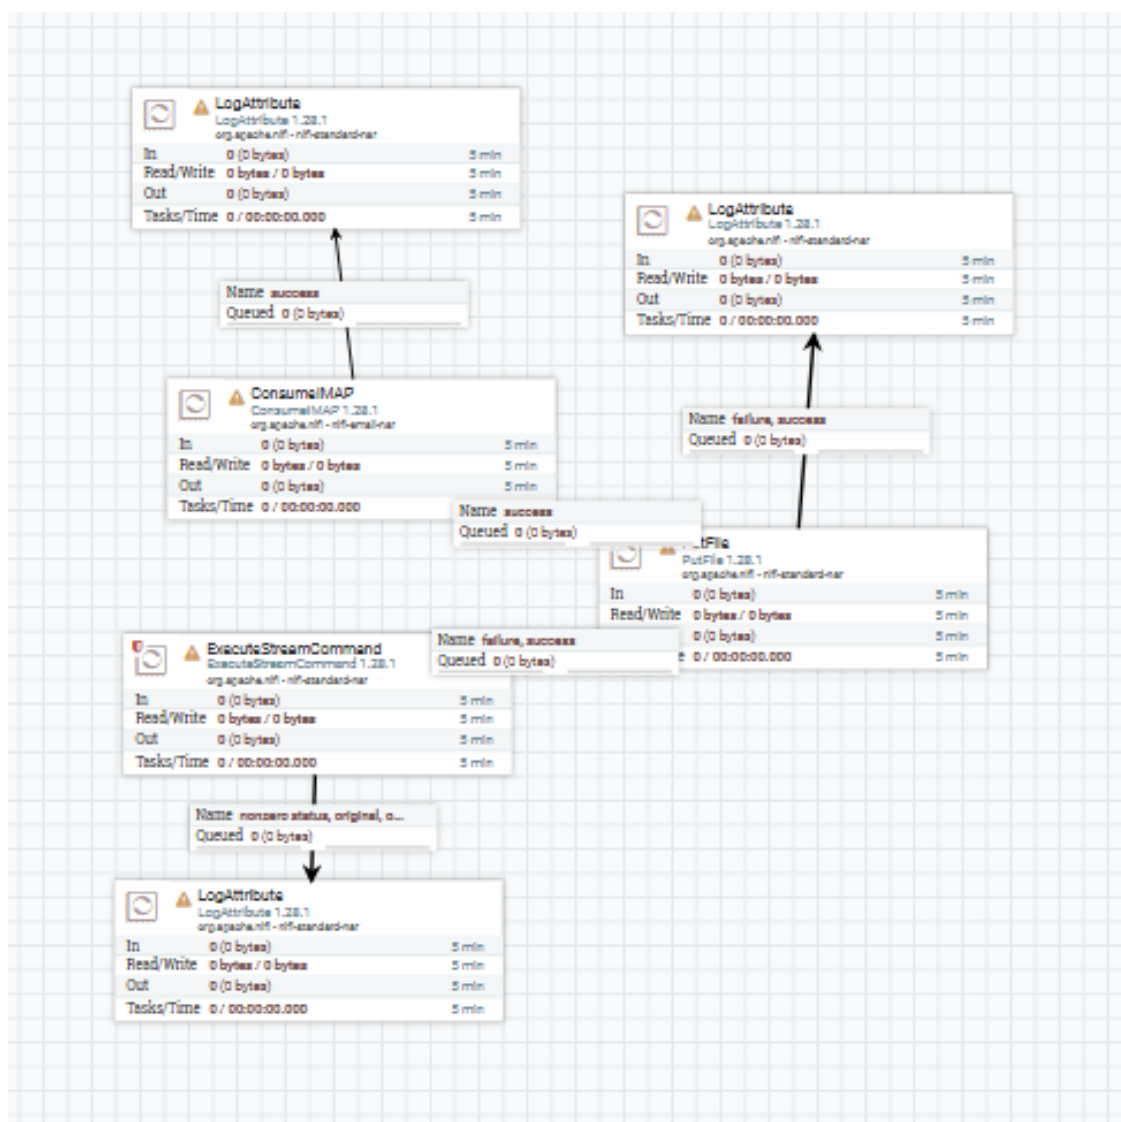 LogAttribute
LogAttribute 1.28.1
org.apache.nifi - nifi-standard-nar
In 0 (0 bytes) 5 min
Read/Write 0 bytes / 0 bytes 5 min
Out 0 (0 bytes) 5 min
Tasks/Time 0 / 00:00:00.000 5 min
Name success
Queued 0 (0 bytes)
LogAttribute
LogAttribute 1.28.1
org.apache.nifi - nifi-standard-nar
In 0 (0 bytes) 5 min
Read/Write 0 bytes / 0 bytes 5 min
Out 0 (0 bytes) 5 min
Tasks/Time 0 / 00:00:00.000 5 min
Name failure, success
Queued 0 (0 bytes)
ConsumeIMAP
ConsumeIMAP 1.28.1
org.apache.nifi - nifi-email-nar
In 0 (0 bytes) 5 min
Read/Write 0 bytes / 0 bytes 5 min
Out 0 (0 bytes) 5 min
Tasks/Time 0 / 00:00:00.000
Name success
Queued 0 (0 bytes)
PutFile
PutFile 1.28.1
org.apache.nifi - nifi-standard-nar
In 0 (0 bytes) 5 min
Read/Write 0 bytes / 0 bytes 5 min
0 (0 bytes) 5 min
e 0 / 00:00:00.000 5 min
Name failure, success
Queued 0 (0 bytes)
ExecuteStreamCommand
ExecuteStreamCommand 1.28.1
org.apache.nifi - nifi-standard-nar
In 0 (0 bytes) 5 min
Read/Write 0 bytes / 0 bytes 5 min
Out 0 (0 bytes) 5 min
Tasks/Time 0 / 00:00:00.000 5 min
Name nonzero status, original, o...
Queued 0 (0 bytes)
LogAttribute
LogAttribute 1.28.1
org.apache.nifi - nifi-standard-nar
In 0 (0 bytes) 5 min
Read/Write 0 bytes / 0 bytes 5 min
Out 0 (0 bytes) 5 min
Tasks/Time 0 / 00:00:00.000 5 min